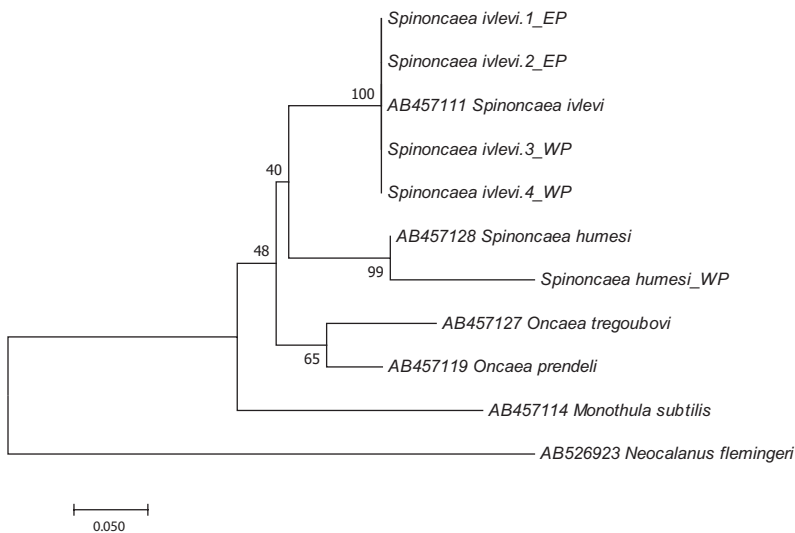 Spinoncaea ivlevi.1_EP
Spinoncaea ivlevi.2_EP
100
AB457111 Spinoncaea ivlevi
Spinoncaea ivlevi.3_WP
40
Spinoncaea ivlevi.4_WP
AB457128 Spinoncaea humesi
48
99
Spinoncaea humesi_WP
AB457127 Oncaea tregoubovi
65
AB457119 Oncaea prendeli
AB457114 Monothula subtilis
AB526923 Neocalanus flemingeri
0.050